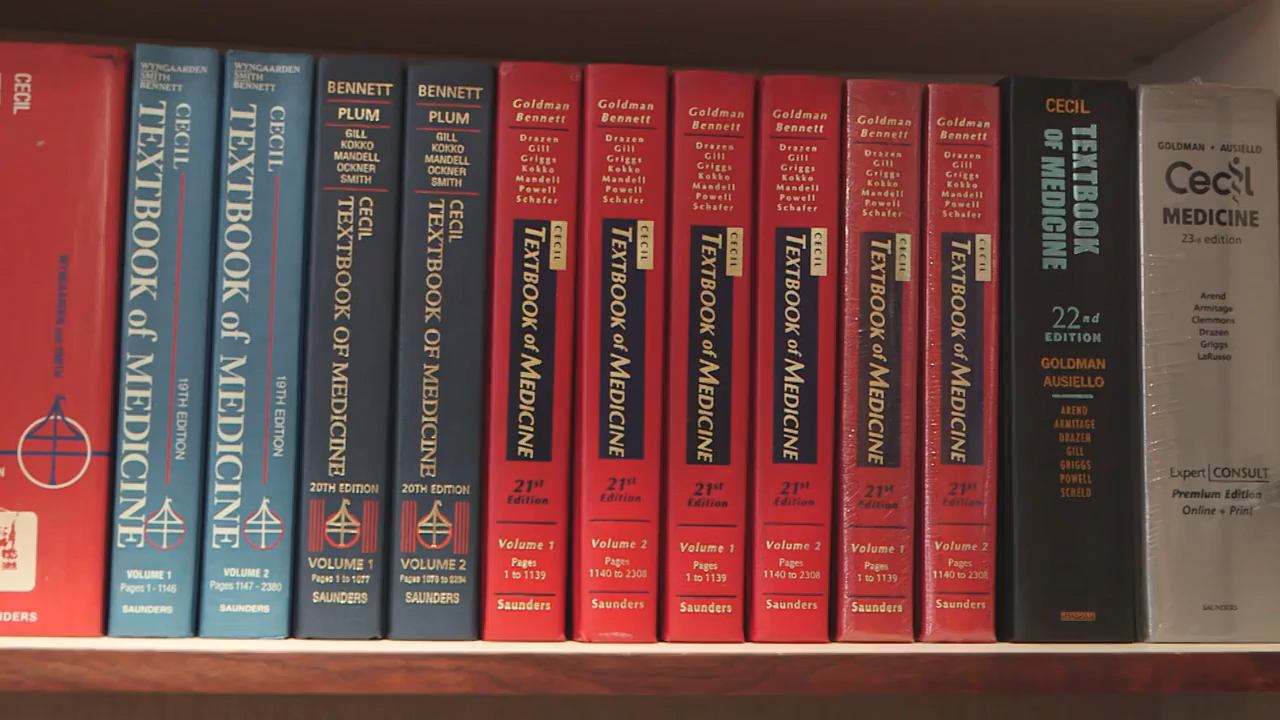 CECIL
WYNGAARDEN and SMITH
WYNGAARDEN
SMITH
BENNETT
CECIL
TEXTBOOK of MEDICINE
19TH EDITION
VOLUME 1
Pages 1 - 1146
SAUNDERS
WYNGAARDEN
SMITH
BENNETT
CECIL
TEXTBOOK of MEDICINE
19TH EDITION
VOLUME 2
Pages 1147 - 2380
SAUNDERS
BENNETT
PLUM
GILL
KOKKO
MANDELL
OCKNER
SMITH
CECIL
TEXTBOOK OF MEDICINE
20TH EDITION
VOLUME 1
Pages 1 to 1077
SAUNDERS
BENNETT
PLUM
GILL
KOKKO
MANDELL
OCKNER
SMITH
CECIL
TEXTBOOK OF MEDICINE
20TH EDITION
VOLUME 2
Pages 1078 to 2234
SAUNDERS
Goldman
Bennett
Drazen
Gill
Griggs
Kokko
Mandell
Powell
Schafer
CECIL
TEXTBOOK of MEDICINE
21st
Edition
Volume 1
Pages
1 to 1139
Saunders
Goldman
Bennett
Drazen
Gill
Griggs
Kokko
Mandell
Powell
Schafer
CECIL
TEXTBOOK of MEDICINE
21st
Edition
Volume 2
Pages
1140 to 2308
Saunders
Goldman
Bennett
Drazen
Gill
Griggs
Kokko
Mandell
Powell
Schafer
CECIL
TEXTBOOK of MEDICINE
21st
Edition
Volume 1
Pages
1 to 1139
Saunders
Goldman
Bennett
Drazen
Gill
Griggs
Kokko
Mandell
Powell
Schafer
CECIL
TEXTBOOK of MEDICINE
21st
Edition
Volume 2
Pages
1140 to 2308
Saunders
Goldman
Bennett
Drazen
Gill
Griggs
Kokko
Mandell
Powell
Schafer
CECIL
TEXTBOOK of MEDICINE
21st
Edition
Volume 1
Pages
1 to 1139
Saunders
Goldman
Bennett
Drazen
Gill
Griggs
Kokko
Mandell
Powell
Schafer
CECIL
TEXTBOOK of MEDICINE
21st
Edition
Volume 2
Pages
1140 to 2308
Saunders
CECIL
TEXTBOOK
OF MEDICINE
22nd
EDITION
GOLDMAN
AUSIELLO
AREND
ARMITAGE
DRAZEN
GILL
GRIGGS
POWELL
SCHELD
GOLDMAN • AUSIELLO
Cecil
MEDICINE
23rd edition
Arend
Armitage
Clemmons
Drazen
Griggs
LaRusso
Expert CONSULT
Premium Edition
Online + Print
SAUNDERS